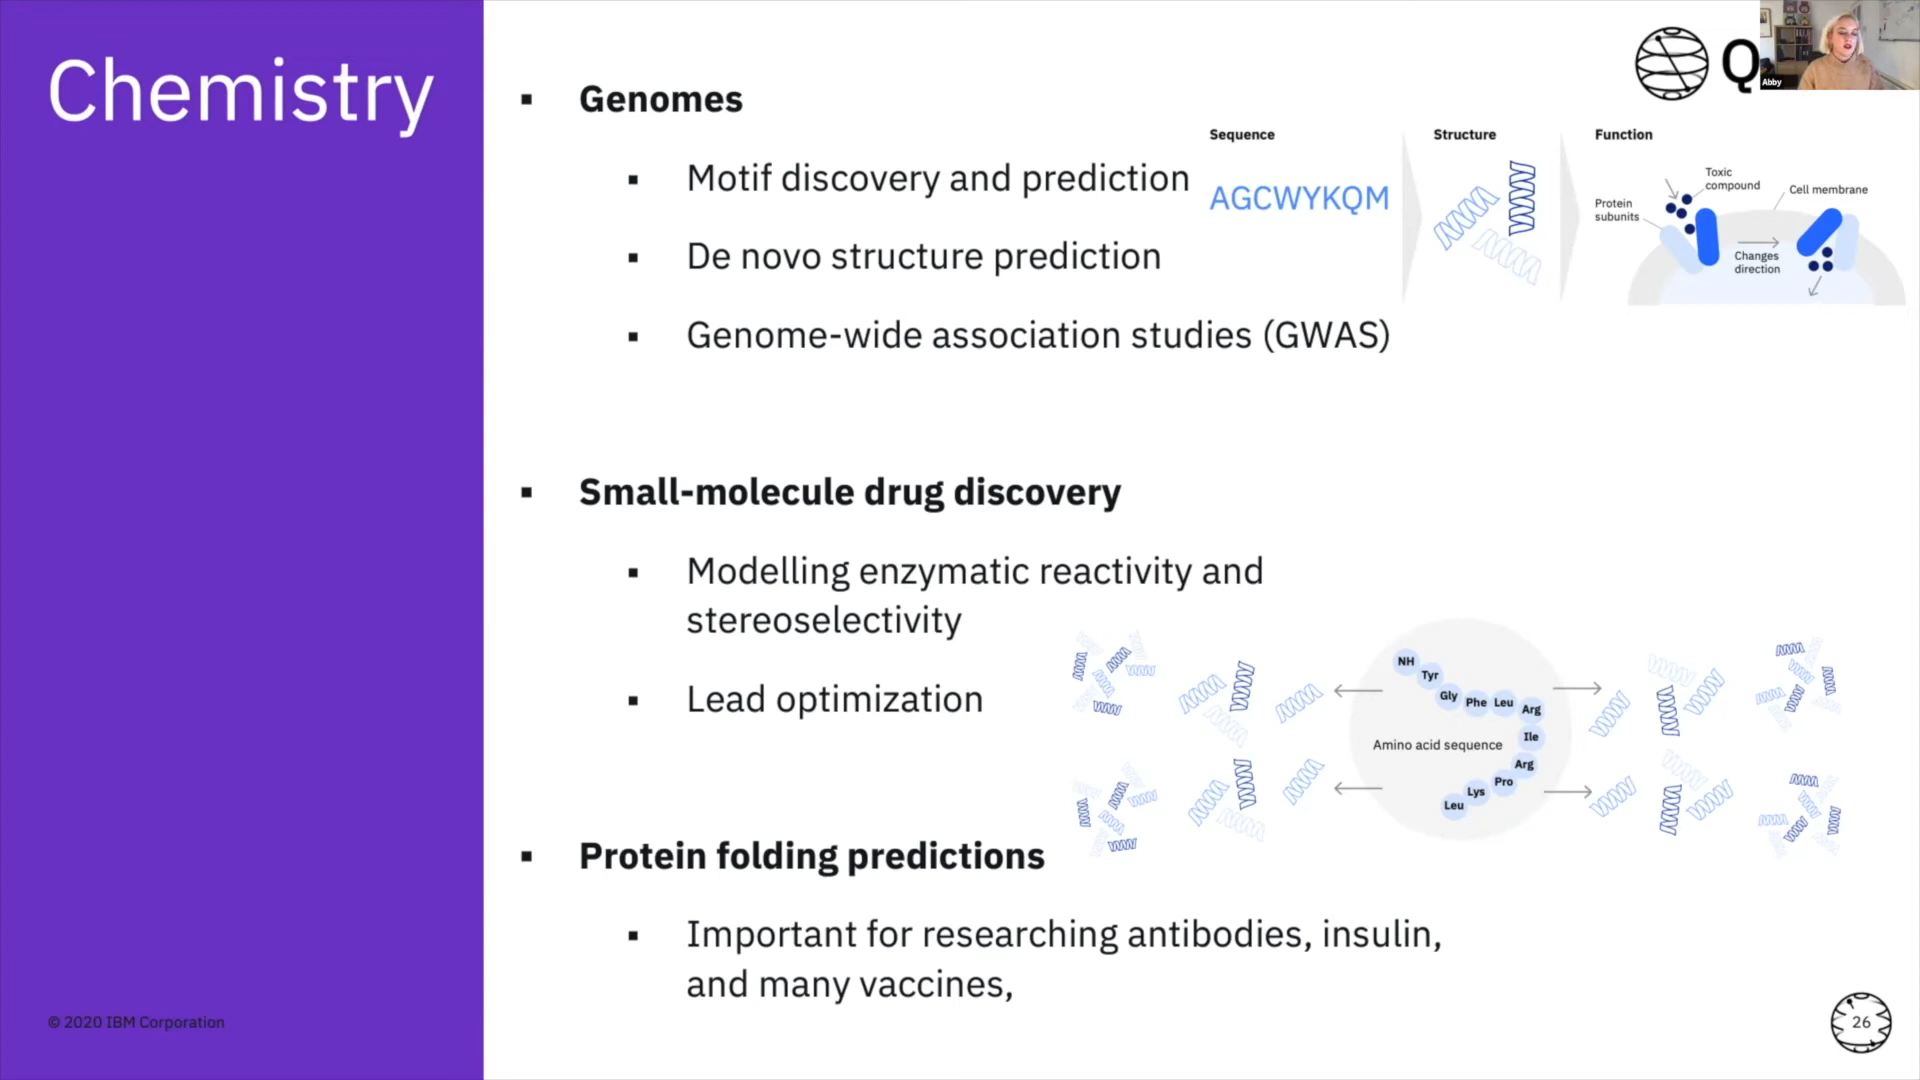 Chemistry
Genomes
Motif discovery and prediction
De novo structure prediction
Genome-wide association studies (GWAS)
Sequence
AGCWYKQM
Structure
Function
Toxic
compound
Cell membrane
Protein
subunits
Changes
direction
Q
Abby
Small-molecule drug discovery
Modelling enzymatic reactivity and
stereoselectivity
Lead optimization
NH
Tyr
Gly
Phe
Leu
Arg
Ile
Arg
Pro
Lys
Leu
Amino acid sequence
Protein folding predictions
Important for researching antibodies, insulin,
and many vaccines,
© 2020 IBM Corporation
26